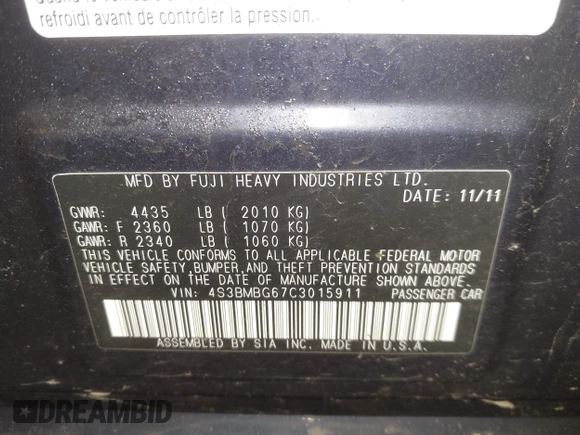 refroidi avant de contrôler la pression.
MFD BY FUJI HEAVY INDUSTRIES LTD.
DATE: 11/11
GVWR: 4435 LB ( 2010 KG)
GAWR: F 2360 LB ( 1070 KG)
GAWR: R 2340 LB ( 1060 KG)
THIS VEHICLE CONFORMS TO ALL APPLICABLE FEDERAL MOTOR
VEHICLE SAFETY,BUMPER,AND THEFT PREVENTION STANDARDS
IN EFFECT ON THE DATE OF MANUFACTURE SHOWN ABOVE.
VIN: 4S3BMBG67C3015911 PASSENGER CAR
ASSEMBLED BY SIA INC. MADE IN U.S.A.
DREAMBID